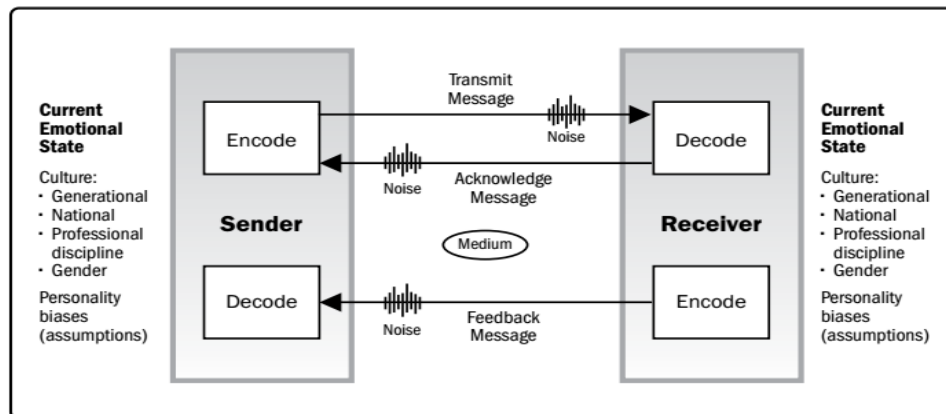 Current
Emotional
State
Culture:
· Generational
· National
· Professional
discipline
· Gender
Personality
biases
(assumptions)
Encode
Sender
Decode
Transmit
Message
Noise
Noise
Acknowledge
Message
Medium
Noise
Feedback
Message
Decode
Receiver
Encode
Current
Emotional
State
Culture:
· Generational
· National
· Professional
discipline
· Gender
Personality
biases
(assumptions)